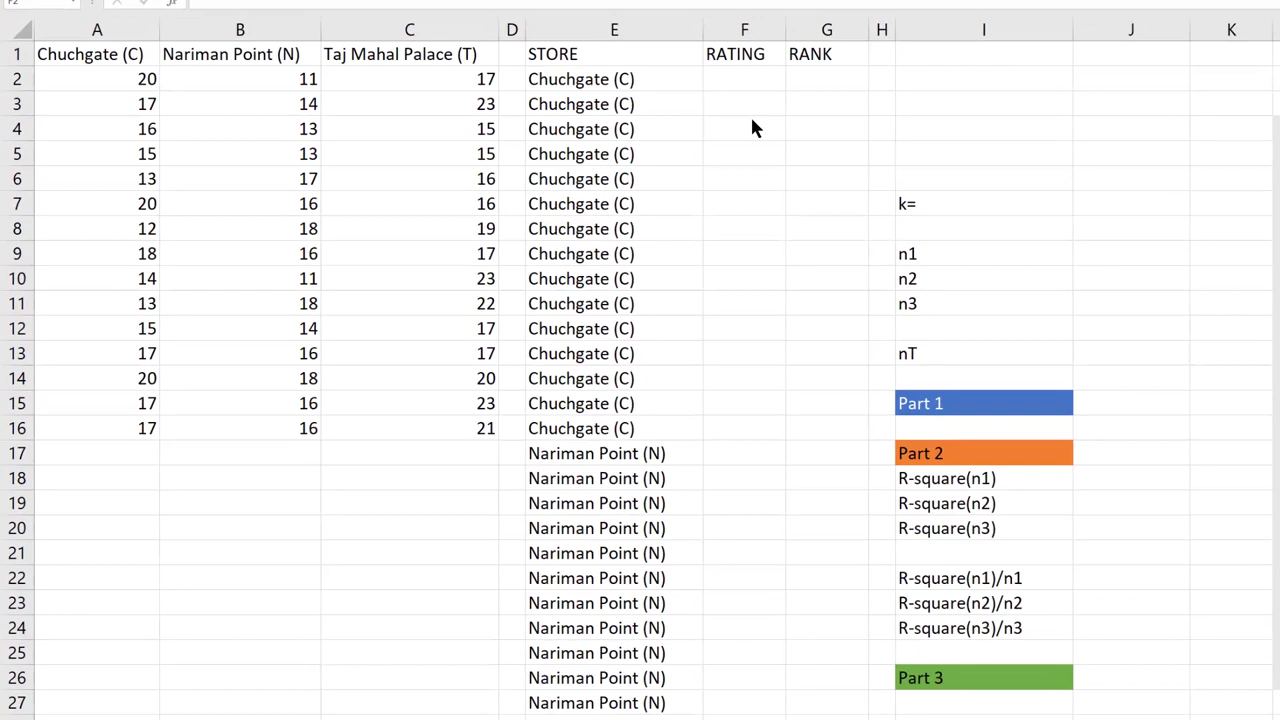 A B C D E F G H I J K
1 Chuchgate (C) Nariman Point (N) Taj Mahal Palace (T) STORE RATING RANK
2 20 11 17 Chuchgate (C)
3 17 14 23 Chuchgate (C)
4 16 13 15 Chuchgate (C)
5 15 13 15 Chuchgate (C)
6 13 17 16 Chuchgate (C)
7 20 16 16 Chuchgate (C) k=
8 12 18 19 Chuchgate (C)
9 18 16 17 Chuchgate (C) n1
10 14 11 23 Chuchgate (C) n2
11 13 18 22 Chuchgate (C) n3
12 15 14 17 Chuchgate (C)
13 17 16 17 Chuchgate (C) nT
14 20 18 20 Chuchgate (C)
15 17 16 23 Chuchgate (C) Part 1
16 17 16 21 Chuchgate (C)
17 Nariman Point (N) Part 2
18 Nariman Point (N) R-square(n1)
19 Nariman Point (N) R-square(n2)
20 Nariman Point (N) R-square(n3)
21 Nariman Point (N)
22 Nariman Point (N) R-square(n1)/n1
23 Nariman Point (N) R-square(n2)/n2
24 Nariman Point (N) R-square(n3)/n3
25 Nariman Point (N)
26 Nariman Point (N) Part 3
27 Nariman Point (N)